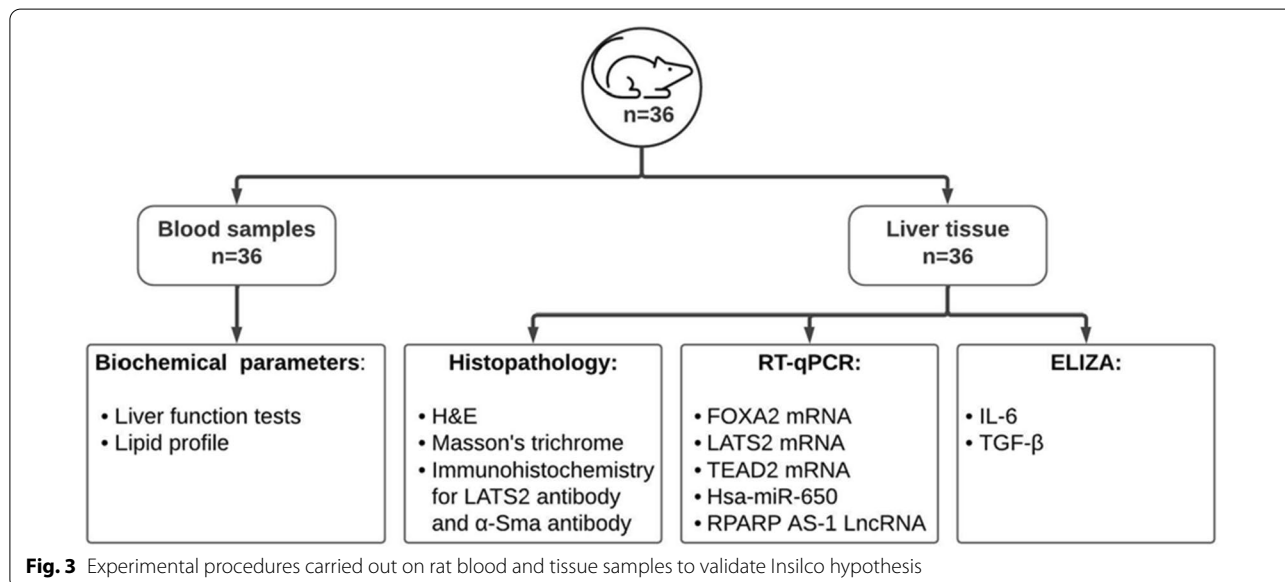 n=36
Blood samples
n=36
Liver tissue
n=36
Biochemical parameters:
• Liver function tests
• Lipid profile
Histopathology:
• H&E
• Masson's trichrome
• Immunohistochemistry
for LATS2 antibody
and α-Sma antibody
RT-qPCR:
• FOXA2 mRNA
• LATS2 mRNA
• TEAD2 mRNA
• Hsa-miR-650
• RPARP AS-1 LncRNA
ELIZA:
• IL-6
• TGF-β
Fig. 3 Experimental procedures carried out on rat blood and tissue samples to validate Insilco hypothesis